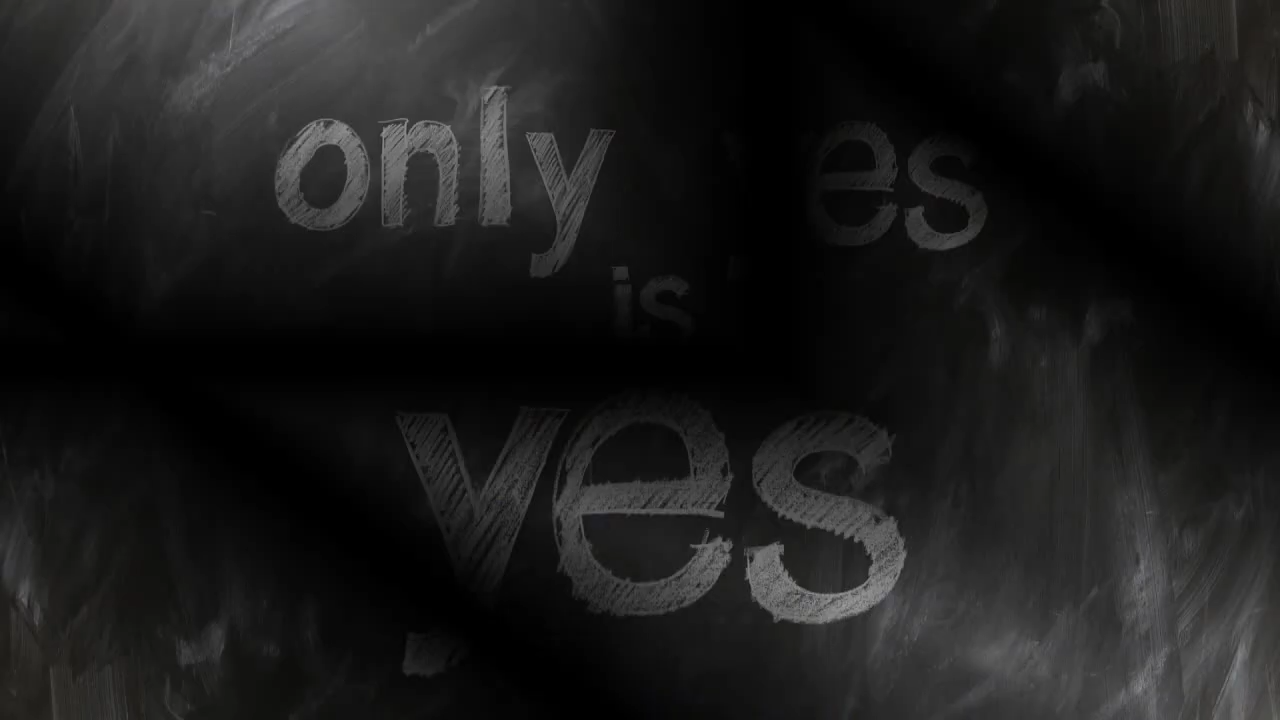 only es
is
yes